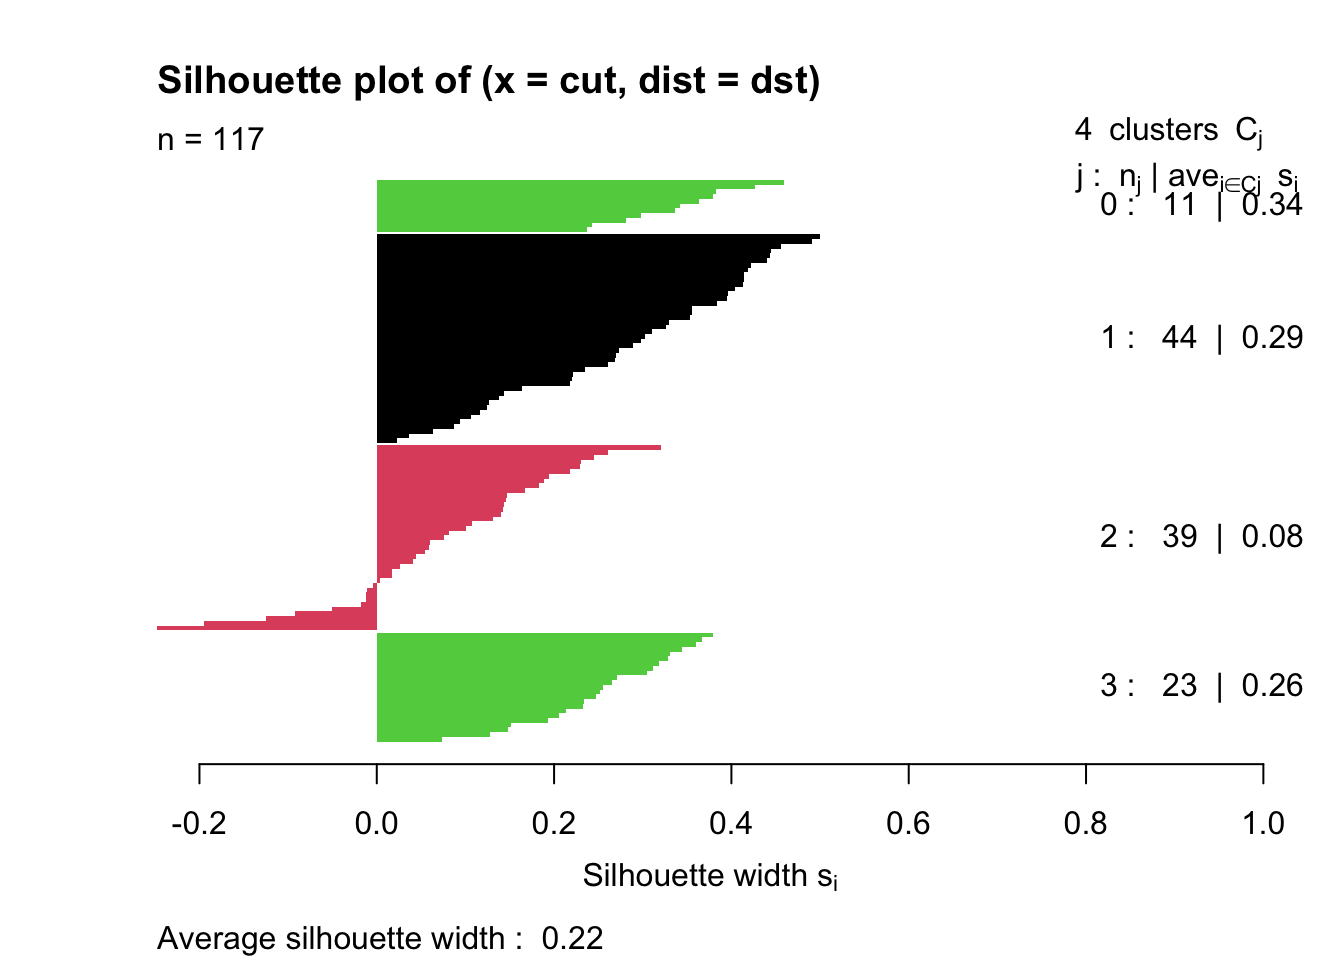 Silhouette plot of (x = cut, dist = dst)
n = 117
4 clusters Cj
j : nj | avei∈Cj si
0 : 11 | 0.34
1 : 44 | 0.29
2 : 39 | 0.08
3 : 23 | 0.26
-0.2 0.0 0.2 0.4 0.6 0.8 1.0
Silhouette width si
Average silhouette width : 0.22